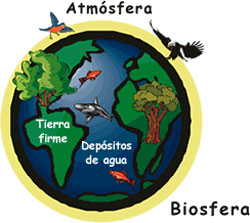 Atmósfera
Tierra
firme
Depósitos
de agua
Biosfera